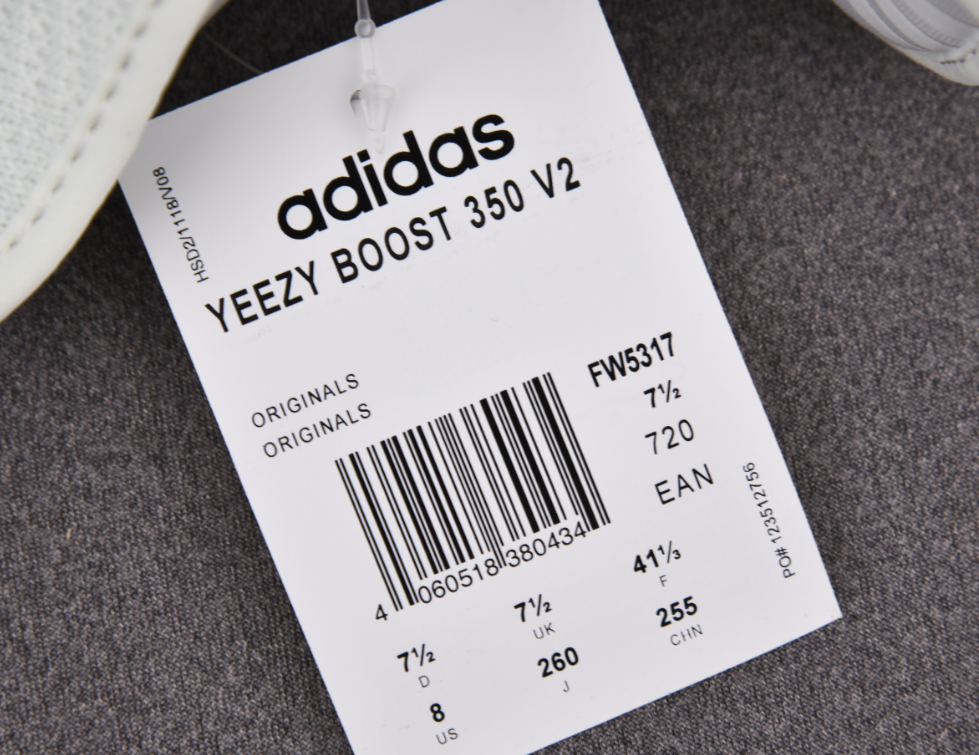 adidas
YEEZY BOOST 350 V2
HSD2/1118/V08
ORIGINALS
ORIGINALS
FW5317
7½
720
EAN
4 060518 380434
PO# 123512756
7½ 7½ 41⅓
D UK F
8 260 255
US J CHN